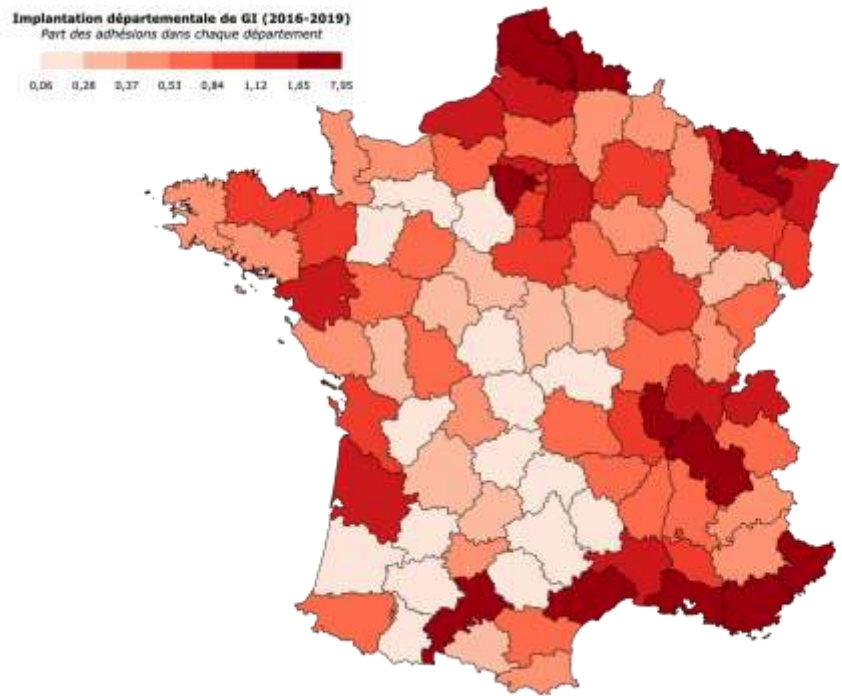 Implantation départementale de GI (2016-2019)
Part des adhésions dans chaque département
0,06 0,26 0,37 0,53 0,84 1,12 1,65 7,95